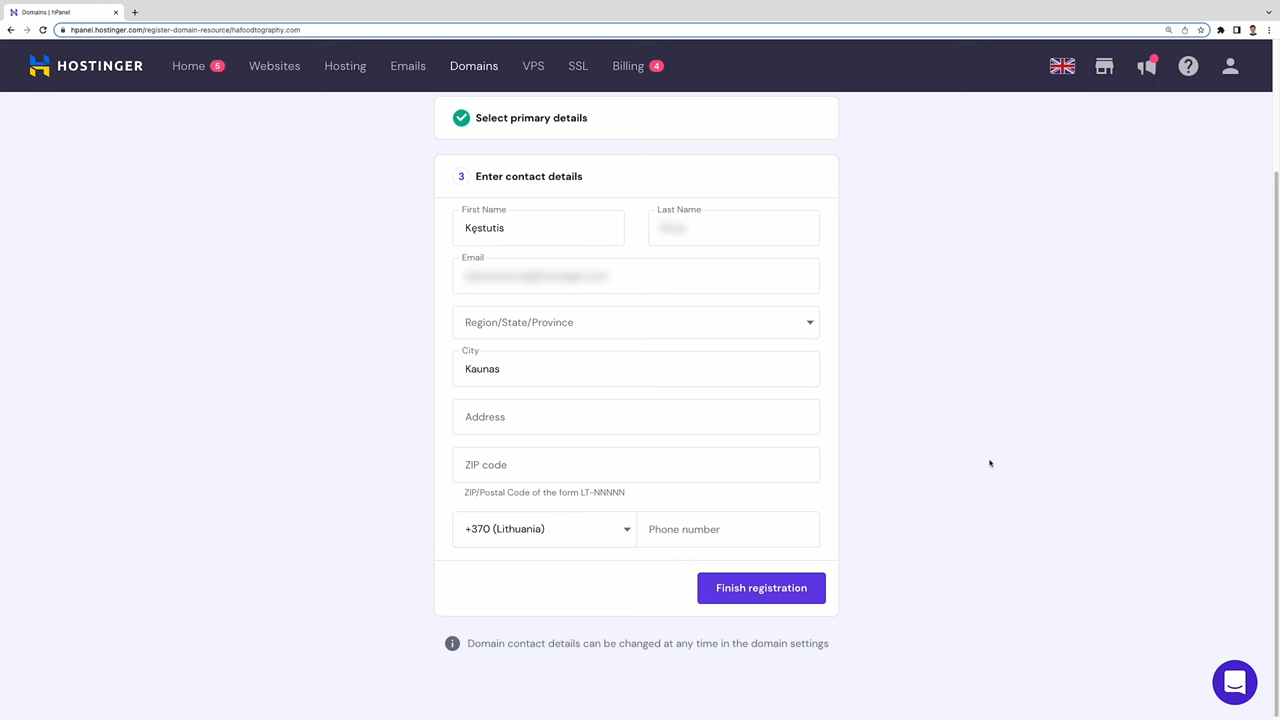 Domains | hPanel
hpanel.hostinger.com/register-domain-resource/hafoodtography.com
HOSTINGER
Home 5
Websites
Hosting
Emails
Domains
VPS
SSL
Billing 4
Select primary details
3 Enter contact details
First Name
Kęstutis
Last Name
Email
Region/State/Province
City
Kaunas
Address
ZIP code
ZIP/Postal Code of the form LT-NNNNN
+370 (Lithuania)
Phone number
Finish registration
Domain contact details can be changed at any time in the domain settings